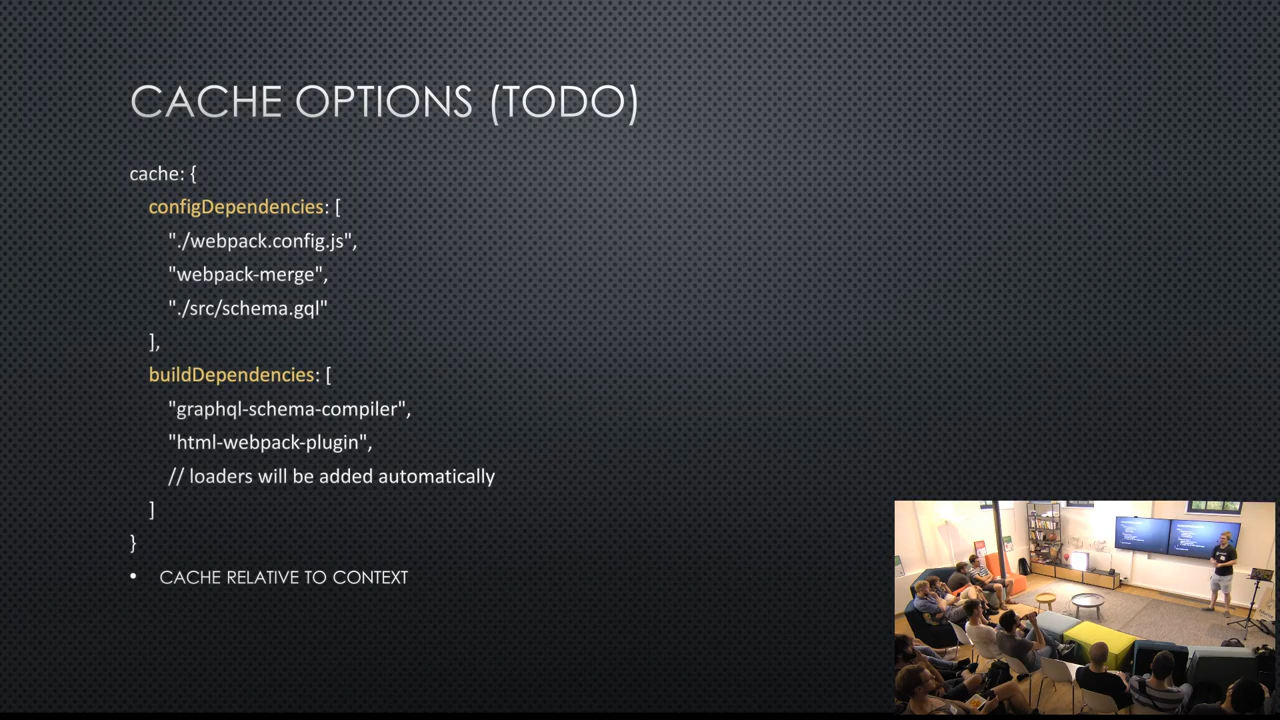 CACHE OPTIONS (TODO)
cache: {
configDependencies: [
"./webpack.config.js",
"webpack-merge",
"./src/schema.gql"
],
buildDependencies: [
"graphql-schema-compiler",
"html-webpack-plugin",
// loaders will be added automatically
]
}
• CACHE RELATIVE TO CONTEXT